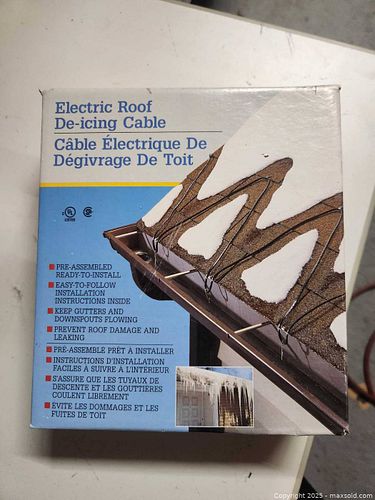 Electric Roof
De-icing Cable
Câble Électrique De
Dégivrage De Toit
PRE-ASSEMBLED
READY-TO-INSTALL
EASY-TO-FOLLOW
INSTALLATION
INSTRUCTIONS INSIDE
KEEP GUTTERS AND
DOWNSPOUTS FLOWING
PREVENT ROOF DAMAGE AND
LEAKING
PRÉ-ASSEMBLE PRÊT À INSTALLER
INSTRUCTIONS D'INSTALLATION
FACILES À SUIVRE À L'INTÉRIEUR
S'ASSURE QUE LES TUYAUX DE
DESCENTE ET LES GOUTTIÈRES
COULENT LIBREMENT
ÉVITE LES DOMMAGES ET LES
FUITES DE TOIT
Copyright 2025 - maxsold.com